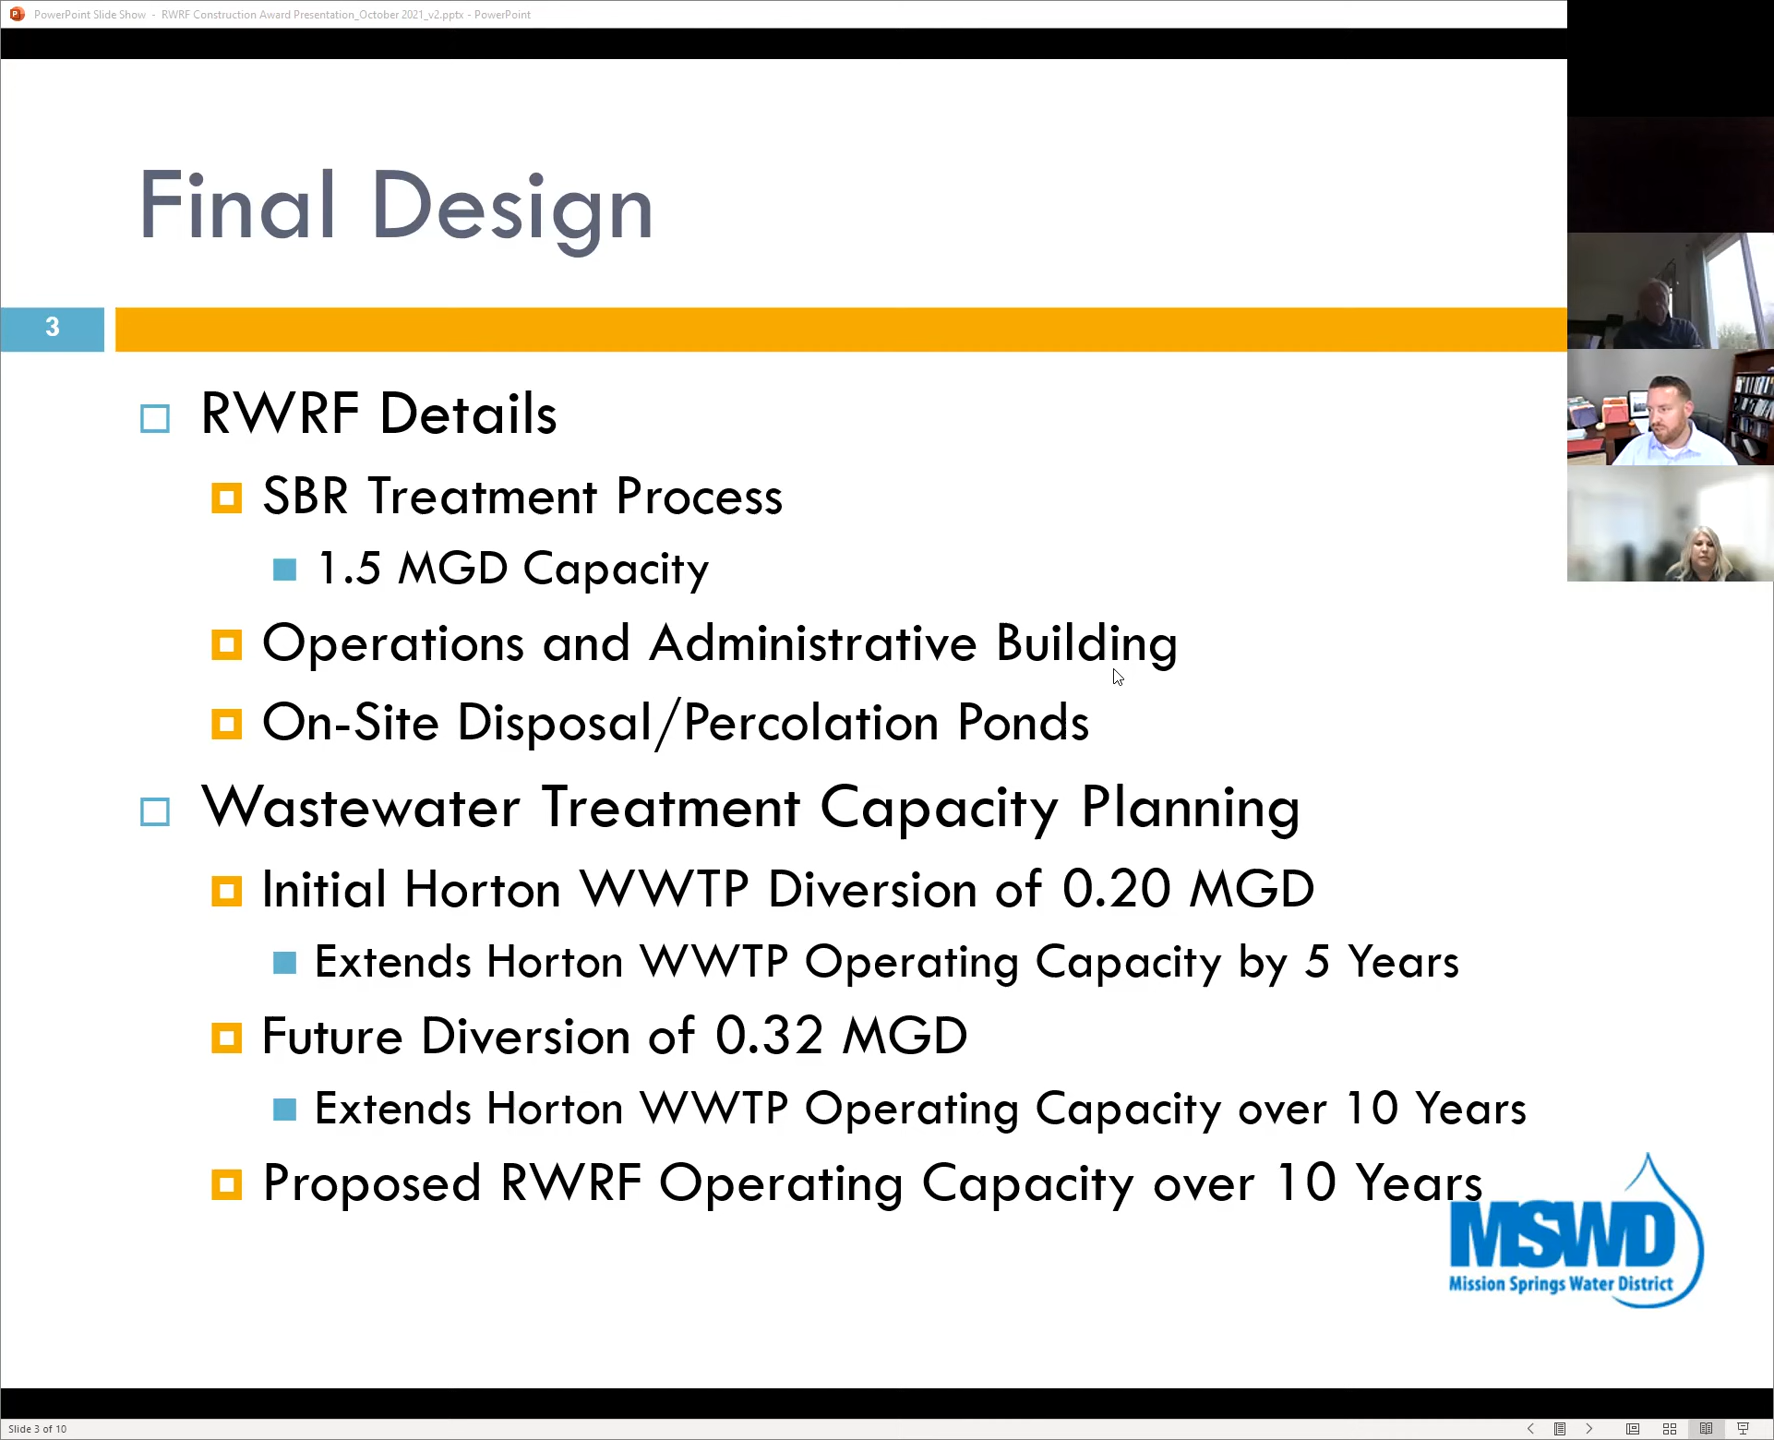 PowerPoint Slide Show - RWRF Construction Award Presentation_October 2021_v2.pptx - PowerPoint
Final Design
3
RWRF Details
SBR Treatment Process
1.5 MGD Capacity
Operations and Administrative Building
On-Site Disposal/Percolation Ponds
Wastewater Treatment Capacity Planning
Initial Horton WWTP Diversion of 0.20 MGD
Extends Horton WWTP Operating Capacity by 5 Years
Future Diversion of 0.32 MGD
Extends Horton WWTP Operating Capacity over 10 Years
Proposed RWRF Operating Capacity over 10 Years
MSWD
Mission Springs Water District
Slide 3 of 10